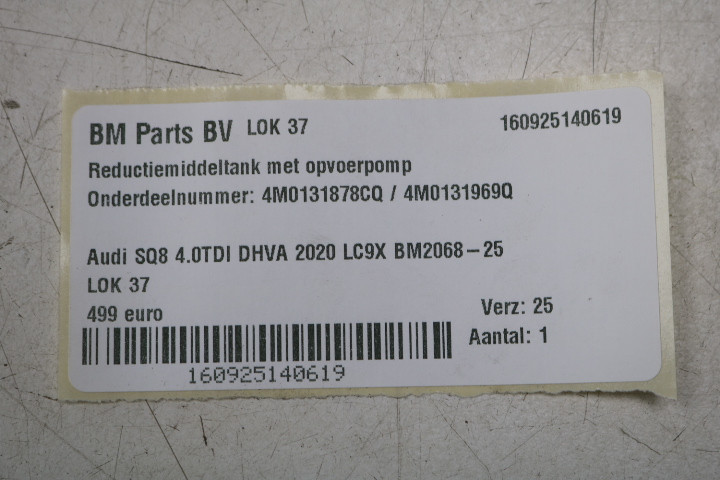 BM Parts BV LOK 37 160925140619
Reductiemiddeltank met opvoerpomp
Onderdeelnummer: 4M0131878CQ / 4M0131969Q
Audi SQ8 4.0TDI DHVA 2020 LC9X BM2068-25
LOK 37
499 euro Verz: 25
Aantal: 1
160925140619